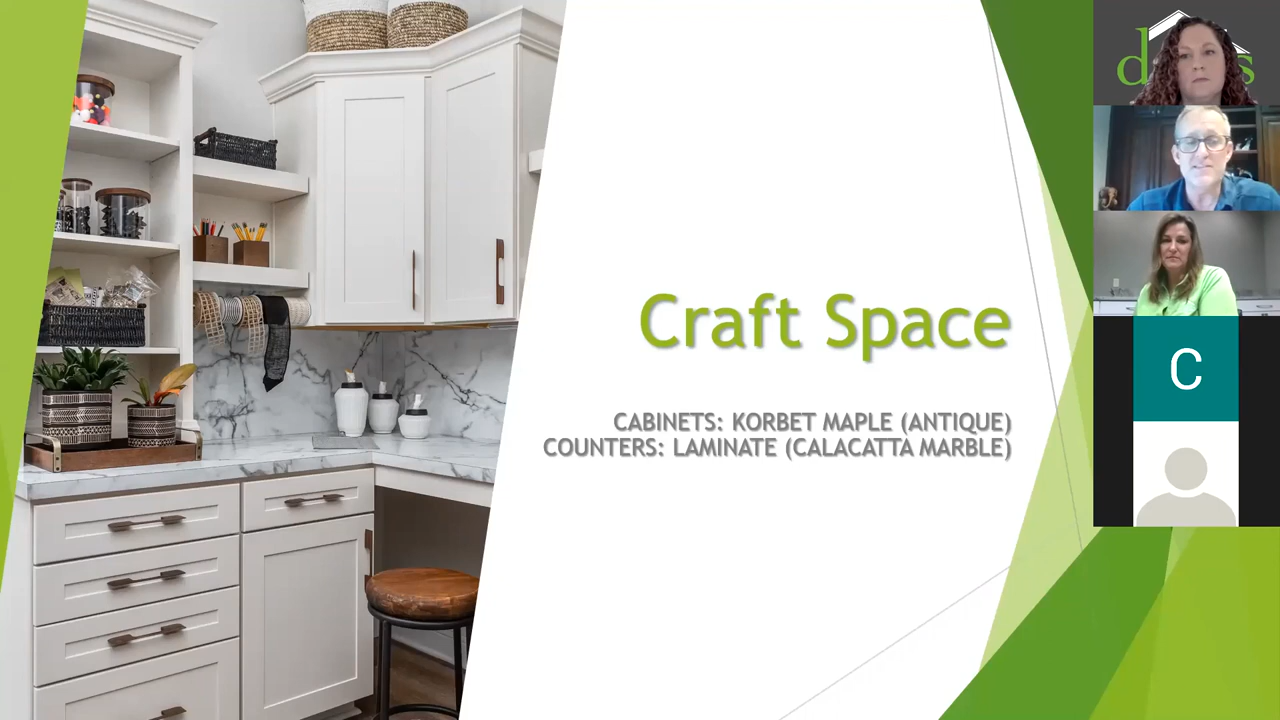 Craft Space
CABINETS: KORBET MAPLE (ANTIQUE)
COUNTERS: LAMINATE (CALACATTA MARBLE)
C